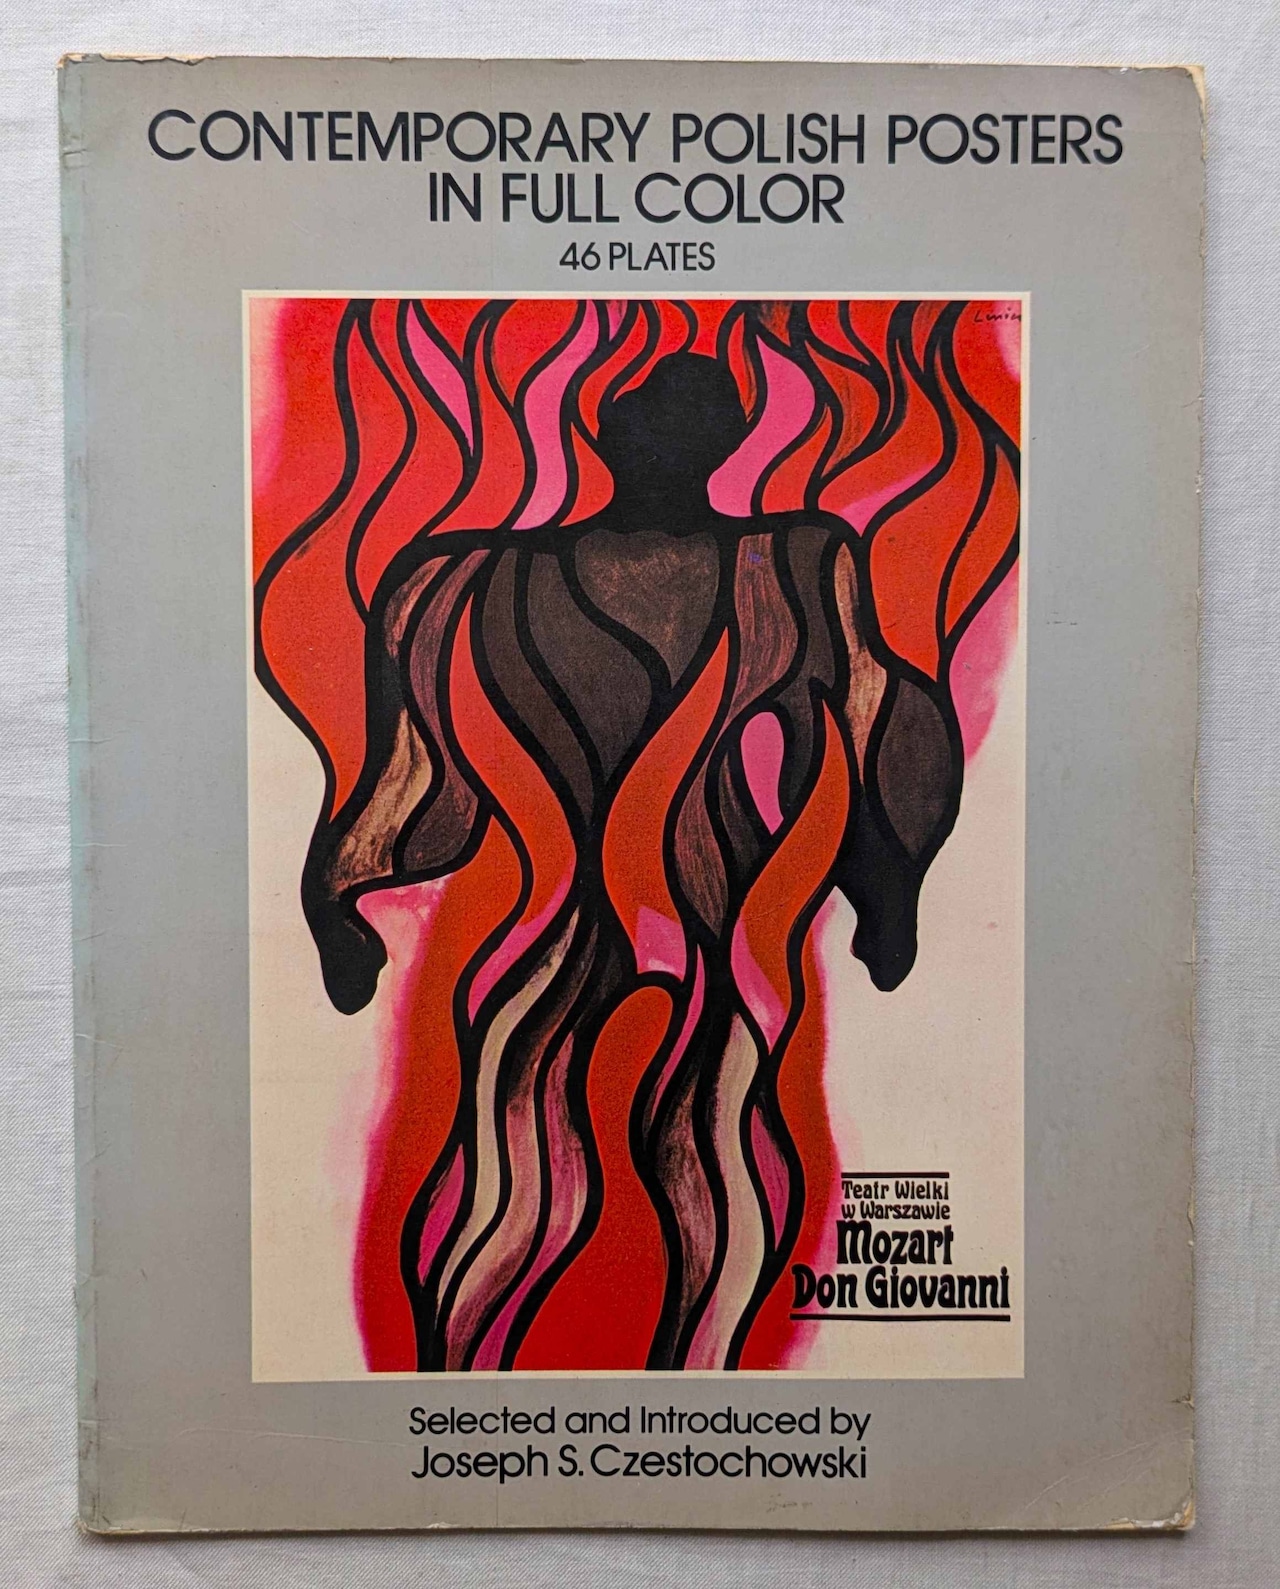 CONTEMPORARY POLISH POSTERS
IN FULL COLOR
46 PLATES
Teatr Wielki
w Warszawie
Mozart
Don Giovanni
Selected and Introduced by
Joseph S. Czestochowski